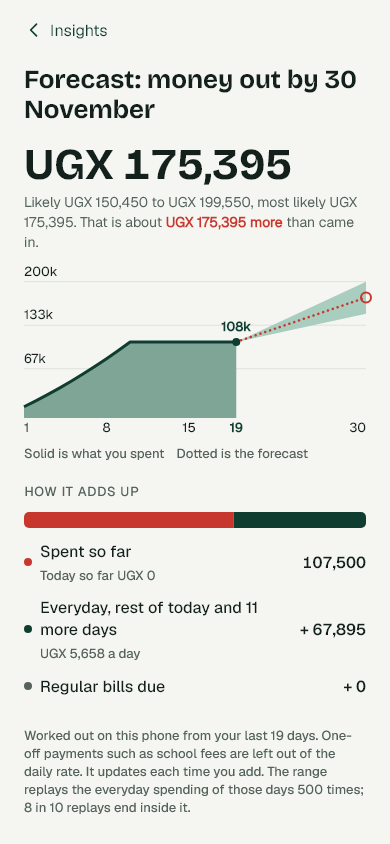 Insights
Forecast: money out by 30
November
UGX 175,395
Likely UGX 150,450 to UGX 199,550, most likely UGX
175,395. That is about UGX 175,395 more than came
in.
200k
133k
108k
67k
1 8 15 19 30
Solid is what you spent Dotted is the forecast
HOW IT ADDS UP
Spent so far 107,500
Today so far UGX 0
Everyday, rest of today and 11
more days + 67,895
UGX 5,658 a day
Regular bills due + 0
Worked out on this phone from your last 19 days. One-
off payments such as school fees are left out of the
daily rate. It updates each time you add. The range
replays the everyday spending of those days 500 times;
8 in 10 replays end inside it.